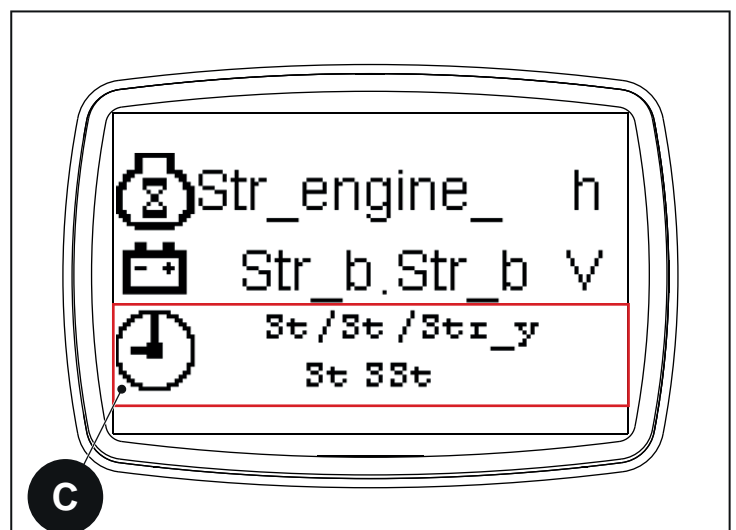 Str_engine_ h
- +
Str_b.Str_b V
St/St/Str_y
St SSt
C